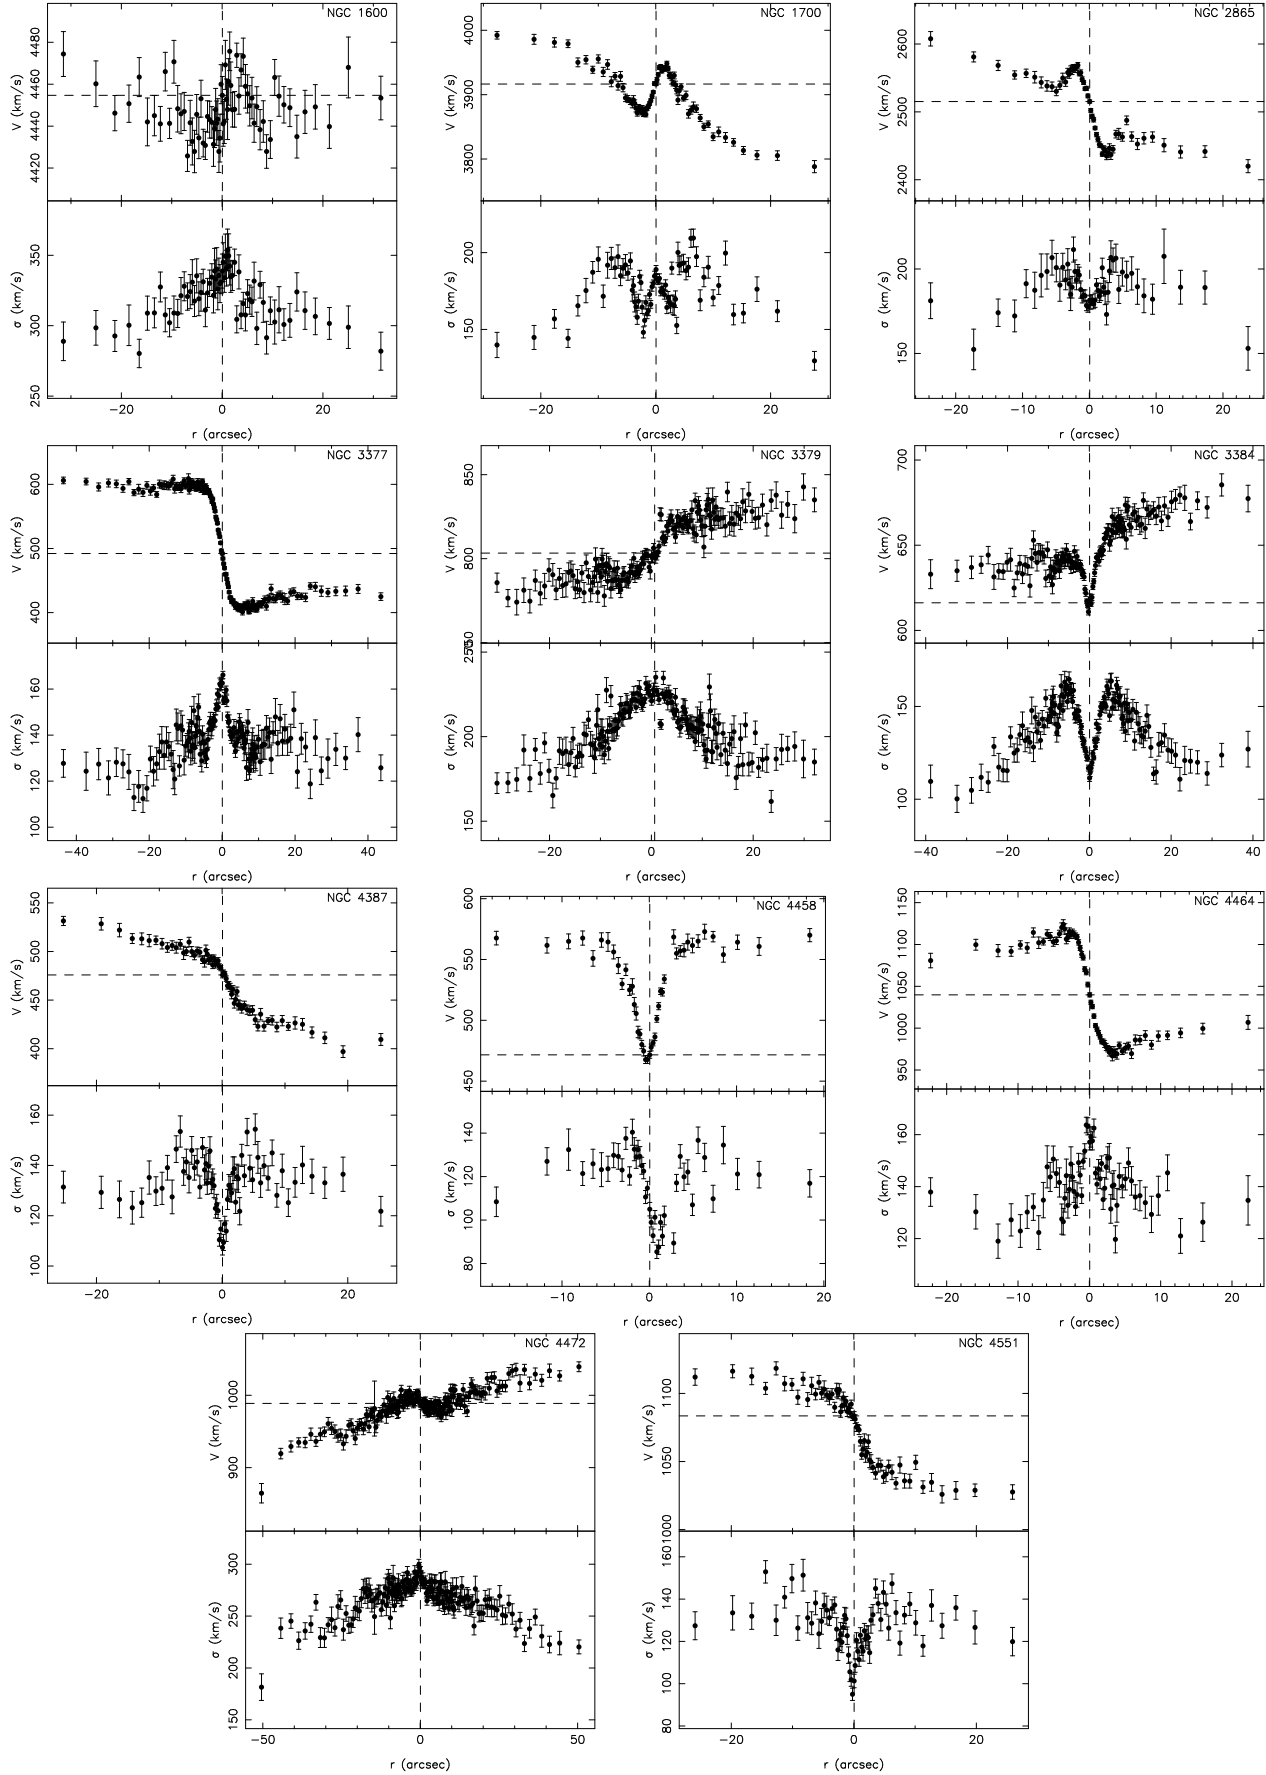 NGC 1600
V (km/s)
4420 4440 4460 4480
σ (km/s)
250 300 350
−20 0 20
r (arcsec)
NGC 1700
V (km/s)
3800 3900 4000
σ (km/s)
150 200
−20 0 20
r (arcsec)
NGC 2865
V (km/s)
2400 2500 2600
σ (km/s)
150 200
−20 −10 0 10 20
r (arcsec)
NGC 3377
V (km/s)
400 500 600
σ (km/s)
100 120 140 160
−40 −20 0 20 40
r (arcsec)
NGC 3379
V (km/s)
800 850
σ (km/s)
150 200 250
−20 0 20
r (arcsec)
NGC 3384
V (km/s)
600 650 700
σ (km/s)
100 150
−40 −20 0 20 40
r (arcsec)
NGC 4387
V (km/s)
400 450 500 550
σ (km/s)
100 120 140 160
−20 0 20
r (arcsec)
NGC 4458
V (km/s)
450 500 550 600
σ (km/s)
80 100 120 140
−10 0 10 20
r (arcsec)
NGC 4464
V (km/s)
950 1000 1050 1100 1150
σ (km/s)
120 140 160
−20 −10 0 10 20
r (arcsec)
NGC 4472
V (km/s)
900 1000
σ (km/s)
150 200 250 300
−50 0 50
r (arcsec)
NGC 4551
V (km/s)
1000 1050 1100
σ (km/s)
80 100 120 140 160
−20 0 20
r (arcsec)